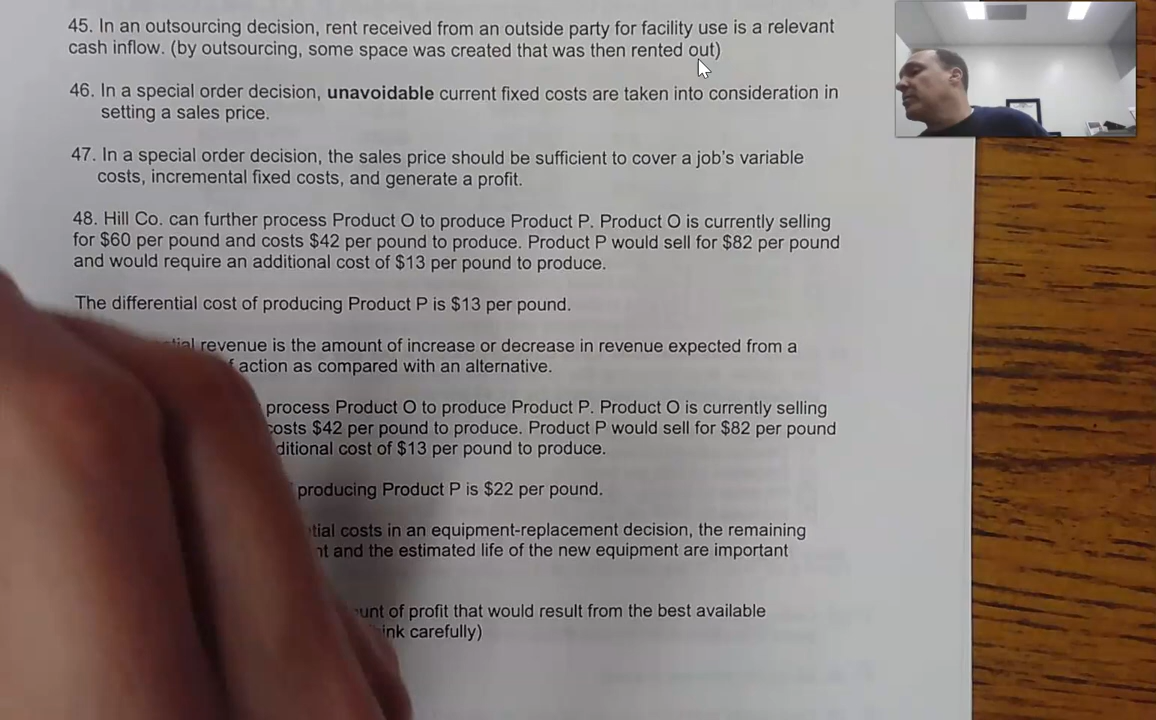 45. In an outsourcing decision, rent received from an outside party for facility use is a relevant
cash inflow. (by outsourcing, some space was created that was then rented out)
46. In a special order decision, unavoidable current fixed costs are taken into consideration in
setting a sales price.
47. In a special order decision, the sales price should be sufficient to cover a job's variable
costs, incremental fixed costs, and generate a profit.
48. Hill Co. can further process Product O to produce Product P. Product O is currently selling
for $60 per pound and costs $42 per pound to produce. Product P would sell for $82 per pound
and would require an additional cost of $13 per pound to produce.
The differential cost of producing Product P is $13 per pound.
revenue is the amount of increase or decrease in revenue expected from a
action as compared with an alternative.
process Product O to produce Product P. Product O is currently selling
costs $42 per pound to produce. Product P would sell for $82 per pound
cost of $13 per pound to produce.
producing Product P is $22 per pound.
costs in an equipment-replacement decision, the remaining
and the estimated life of the new equipment are important
of profit that would result from the best available
carefully)